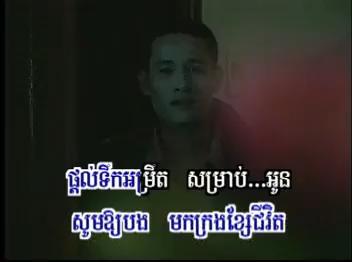 ផ្ដល់ទឹកអម្រឹត សម្រាប់...អូន
សូមឱ្យបង មកក្រងខ្សែជីវិត